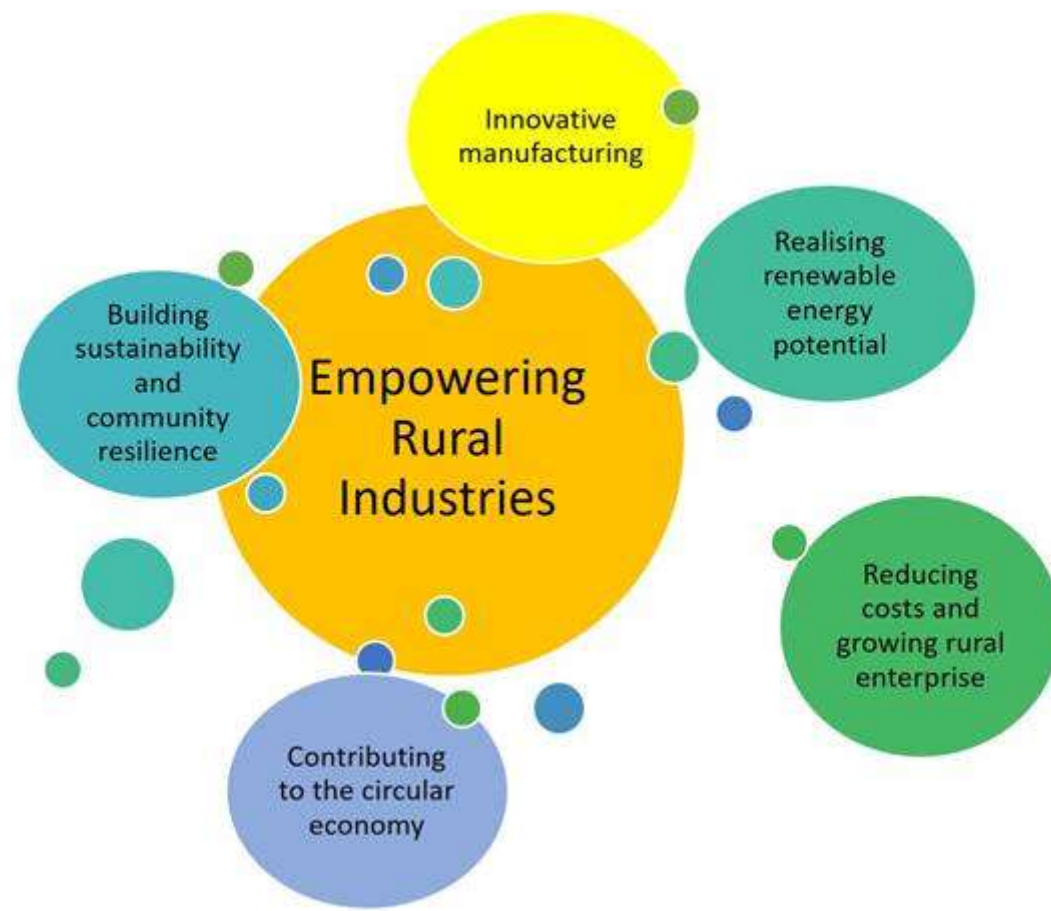 Innovative
manufacturing
Realising
renewable
energy
potential
Building
sustainability
and
community
resilience
Empowering
Rural
Industries
Reducing
costs and
growing rural
enterprise
Contributing
to the circular
economy